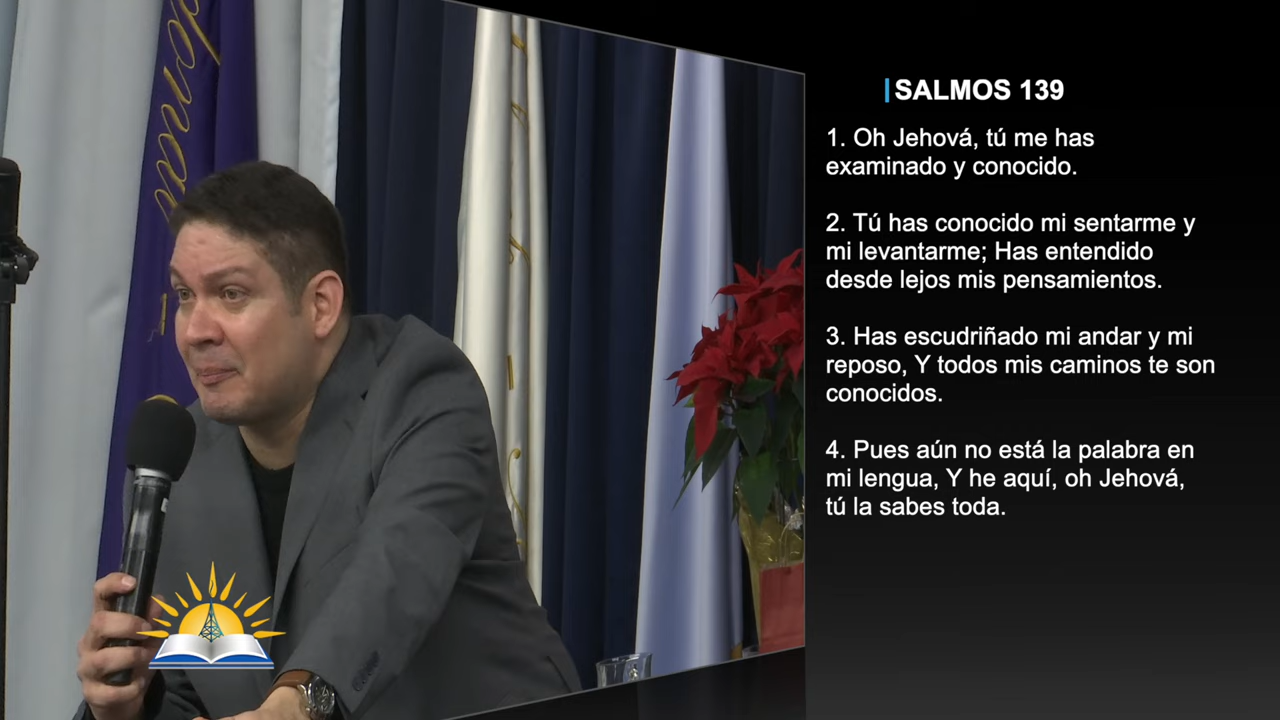 SALMOS 139
1. Oh Jehová, tú me has
examinado y conocido.
2. Tú has conocido mi sentarme y
mi levantarme; Has entendido
desde lejos mis pensamientos.
3. Has escudriñado mi andar y mi
reposo, Y todos mis caminos te son
conocidos.
4. Pues aún no está la palabra en
mi lengua, Y he aquí, oh Jehová,
tú la sabes toda.